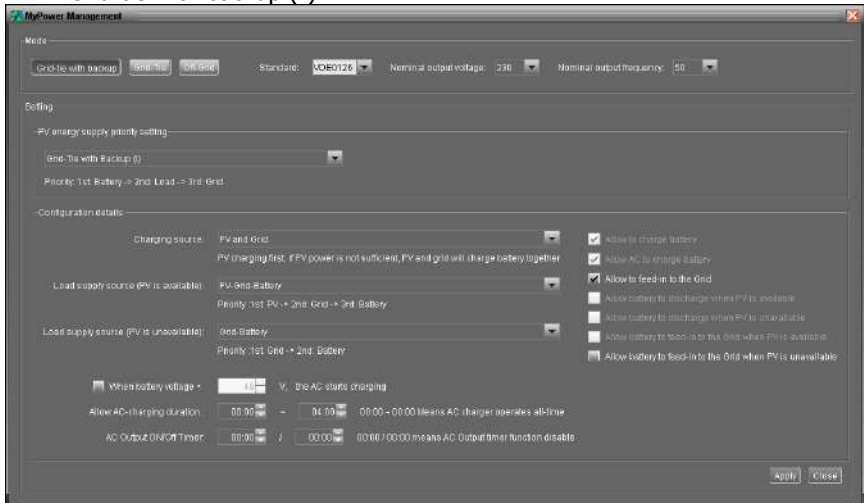 MyPower Management
Mode
Grid-tie with backup Grid-Tie Off Grid Standard: VDE0126 Nominal output voltage: 230 Nominal output frequency: 50
Setting
PV energy supply priority setting
Grid-Tie with Backup (I)
Priority: 1st: Battery -> 2nd: Load -> 3rd: Grid
Configuration details
Charging source: PV and Grid
Allow to charge battery
PV charging first. If PV power is not sufficient, PV and grid will charge battery together
Allow AC to charge battery
Allow to feed-in to the Grid
Load supply source (PV is available): PV-Grid-Battery
Allow battery to discharge when PV is available
Priority :1st: PV -> 2nd: Grid -> 3rd: Battery
Allow battery to discharge when PV is unavailable
Load supply source (PV is unavailable): Grid-Battery
Allow battery to feed-in to the Grid when PV is available
Priority :1st: Grid -> 2nd: Battery
Allow battery to feed-in to the Grid when PV is unavailable
When battery voltage < 48 V, the AC starts charging
Allow AC-charging duration: 00:00 ~ 04:00 00:00 ~ 00:00 Means AC charger operates all-time
AC Output ON/Off Timer: 00:00 / 00:00 00:00 / 00:00 means AC Output timer function disable
Apply Close